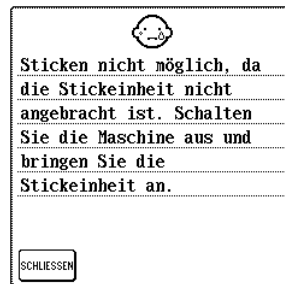 Sticken nicht möglich, da
die Stickeinheit nicht
angebracht ist. Schalten
Sie die Maschine aus und
bringen Sie die
Stickeinheit an.
SCHLIESSEN